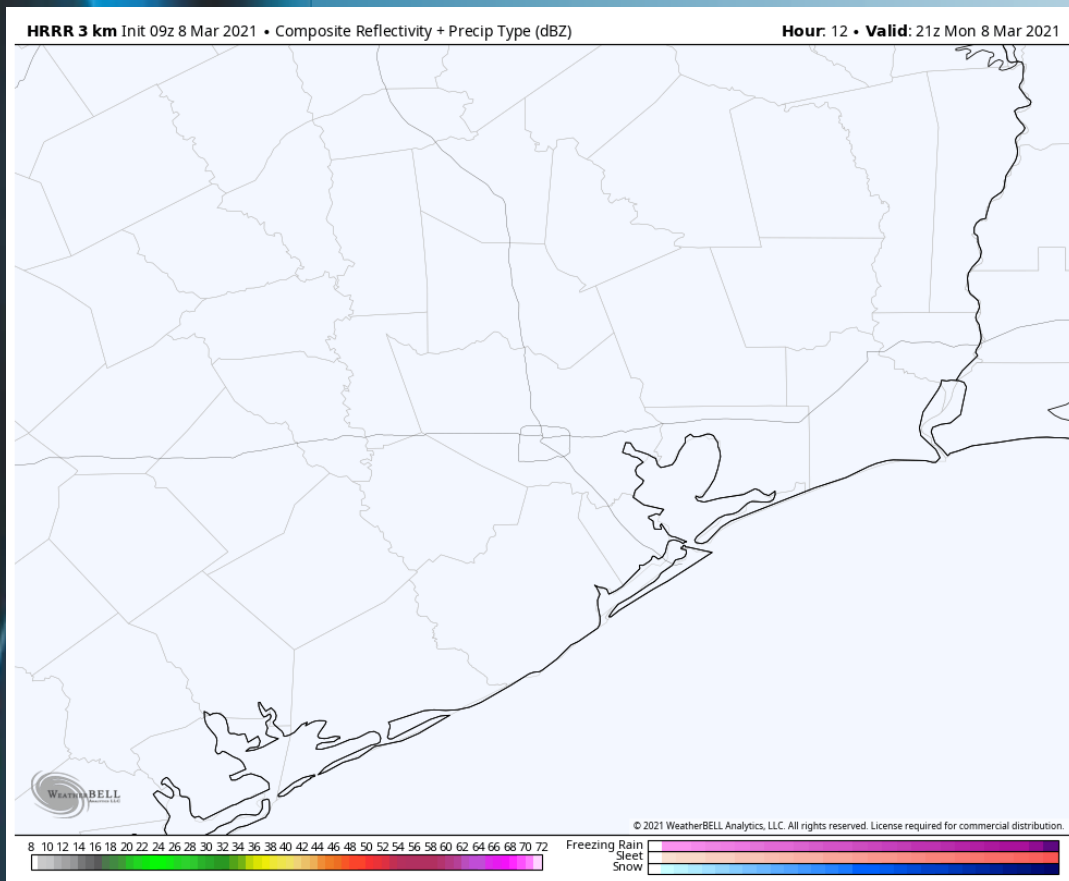 HRRR 3 km Init 09z 8 Mar 2021 • Composite Reflectivity + Precip Type (dBZ) Hour: 12 • Valid: 21z Mon 8 Mar 2021
WEATHERBELL
© 2021 WeatherBELL Analytics, LLC. All rights reserved. License required for commercial distribution.
8 10 12 14 16 18 20 22 24 26 28 30 32 34 36 38 40 42 44 46 48 50 52 54 56 58 60 62 64 66 68 70 72
Freezing Rain
Sleet
Snow